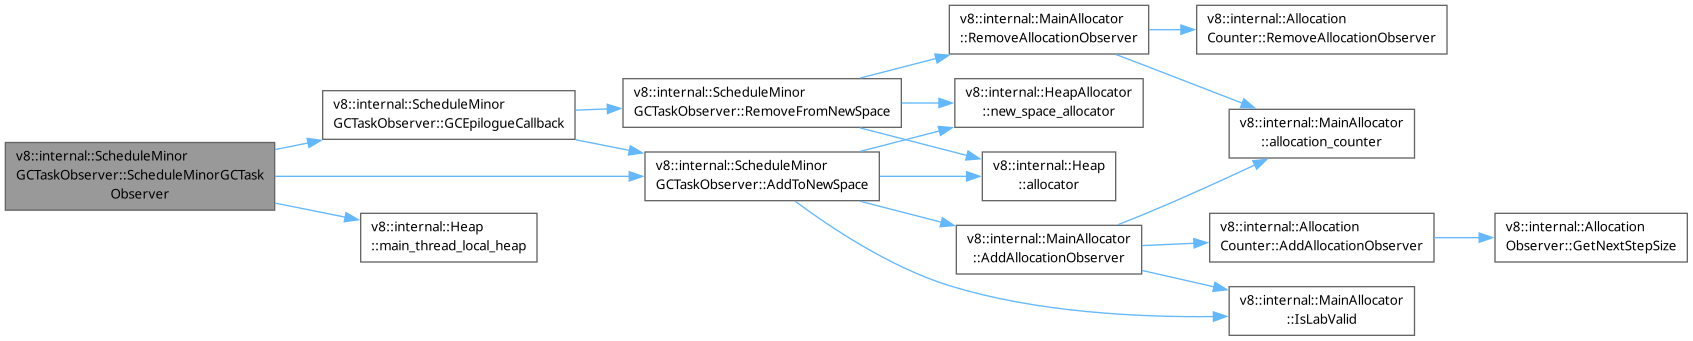 v8::internal::ScheduleMinor
GCTaskObserver::ScheduleMinorGCTask
Observer
v8::internal::ScheduleMinor
GCTaskObserver::GCEpilogueCallback
v8::internal::Heap
::main_thread_local_heap
v8::internal::ScheduleMinor
GCTaskObserver::RemoveFromNewSpace
v8::internal::ScheduleMinor
GCTaskObserver::AddToNewSpace
v8::internal::MainAllocator
::RemoveAllocationObserver
v8::internal::HeapAllocator
::new_space_allocator
v8::internal::Heap
::allocator
v8::internal::MainAllocator
::AddAllocationObserver
v8::internal::Allocation
Counter::RemoveAllocationObserver
v8::internal::MainAllocator
::allocation_counter
v8::internal::Allocation
Counter::AddAllocationObserver
v8::internal::MainAllocator
::IsLabValid
v8::internal::Allocation
Observer::GetNextStepSize